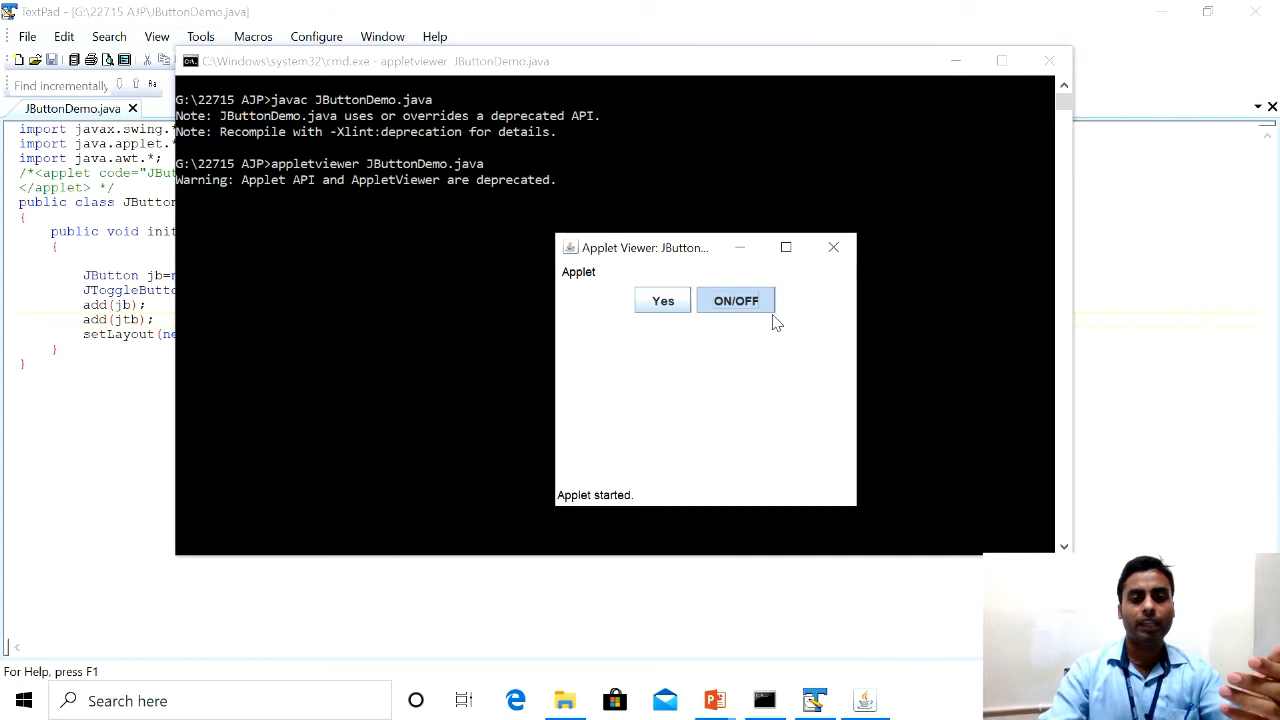 TextPad - [G:\22715 AJP\JButtonDemo.java]
File Edit Search View Tools Macros Configure Window Help
C:\Windows\system32\cmd.exe - appletviewer JButtonDemo.java
Find incrementally
JButtonDemo.java
G:\22715 AJP>javac JButtonDemo.java
Note: JButtonDemo.java uses or overrides a deprecated API.
Note: Recompile with -Xlint:deprecation for details.
G:\22715 AJP>appletviewer JButtonDemo.java
Warning: Applet API and AppletViewer are deprecated.
import javax.swing.
import java.applet.*
import java.awt.*;
/*<applet code="JBut
</applet> */
public class JButton
{
public void init
{
JButton jb=n
JToggleButto
add(jb);
add(jtb);
setLayout(ne
}
}
Applet Viewer: JButton...
Applet
Yes ON/OFF
Applet started.
For Help, press F1
Search here